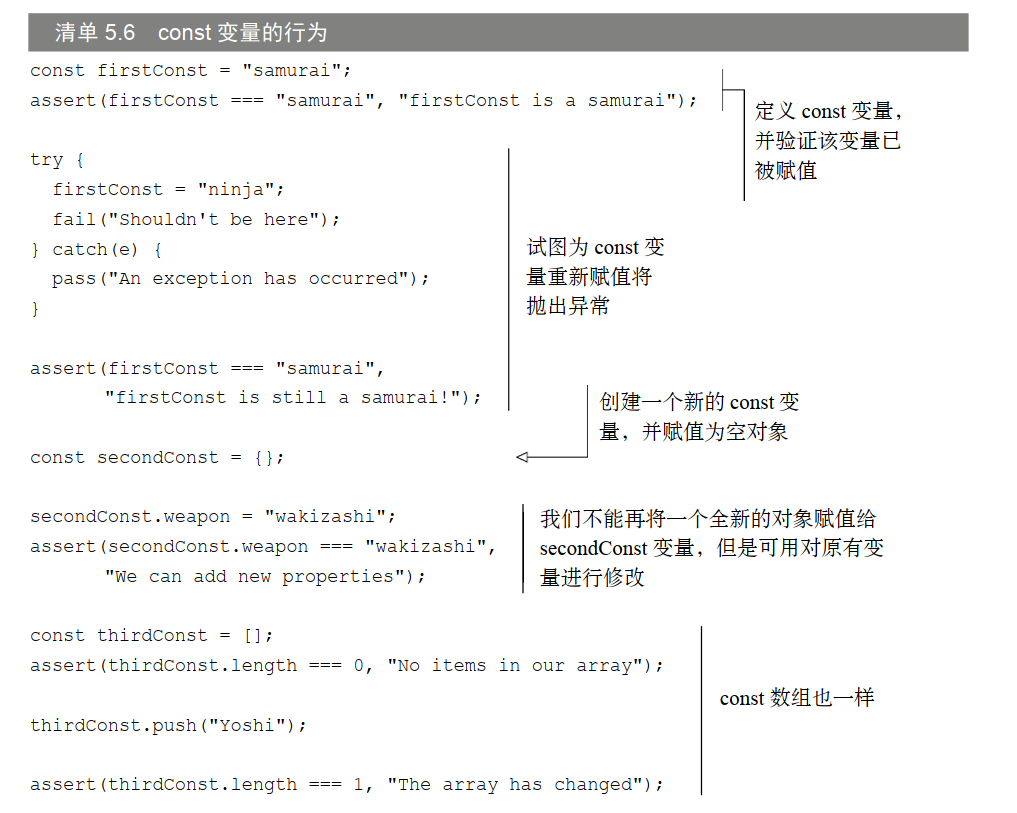 清单 5.6 const 变量的行为
const firstConst = "samurai";
assert(firstConst === "samurai", "firstConst is a samurai");
定义 const 变量，
并验证该变量已
被赋值
try {
firstConst = "ninja";
fail("Shouldn't be here");
} catch(e) {
pass("An exception has occurred");
}
assert(firstConst === "samurai",
"firstConst is still a samurai!");
试图为 const 变
量重新赋值将
抛出异常
const secondConst = {};
创建一个新的 const 变
量，并赋值为空对象
secondConst.weapon = "wakizashi";
assert(secondConst.weapon === "wakizashi",
"We can add new properties");
我们不能再将一个全新的对象赋值给
secondConst 变量，但是可用对原有变
量进行修改
const thirdConst = [];
assert(thirdConst.length === 0, "No items in our array");
thirdConst.push("Yoshi");
assert(thirdConst.length === 1, "The array has changed");
const 数组也一样